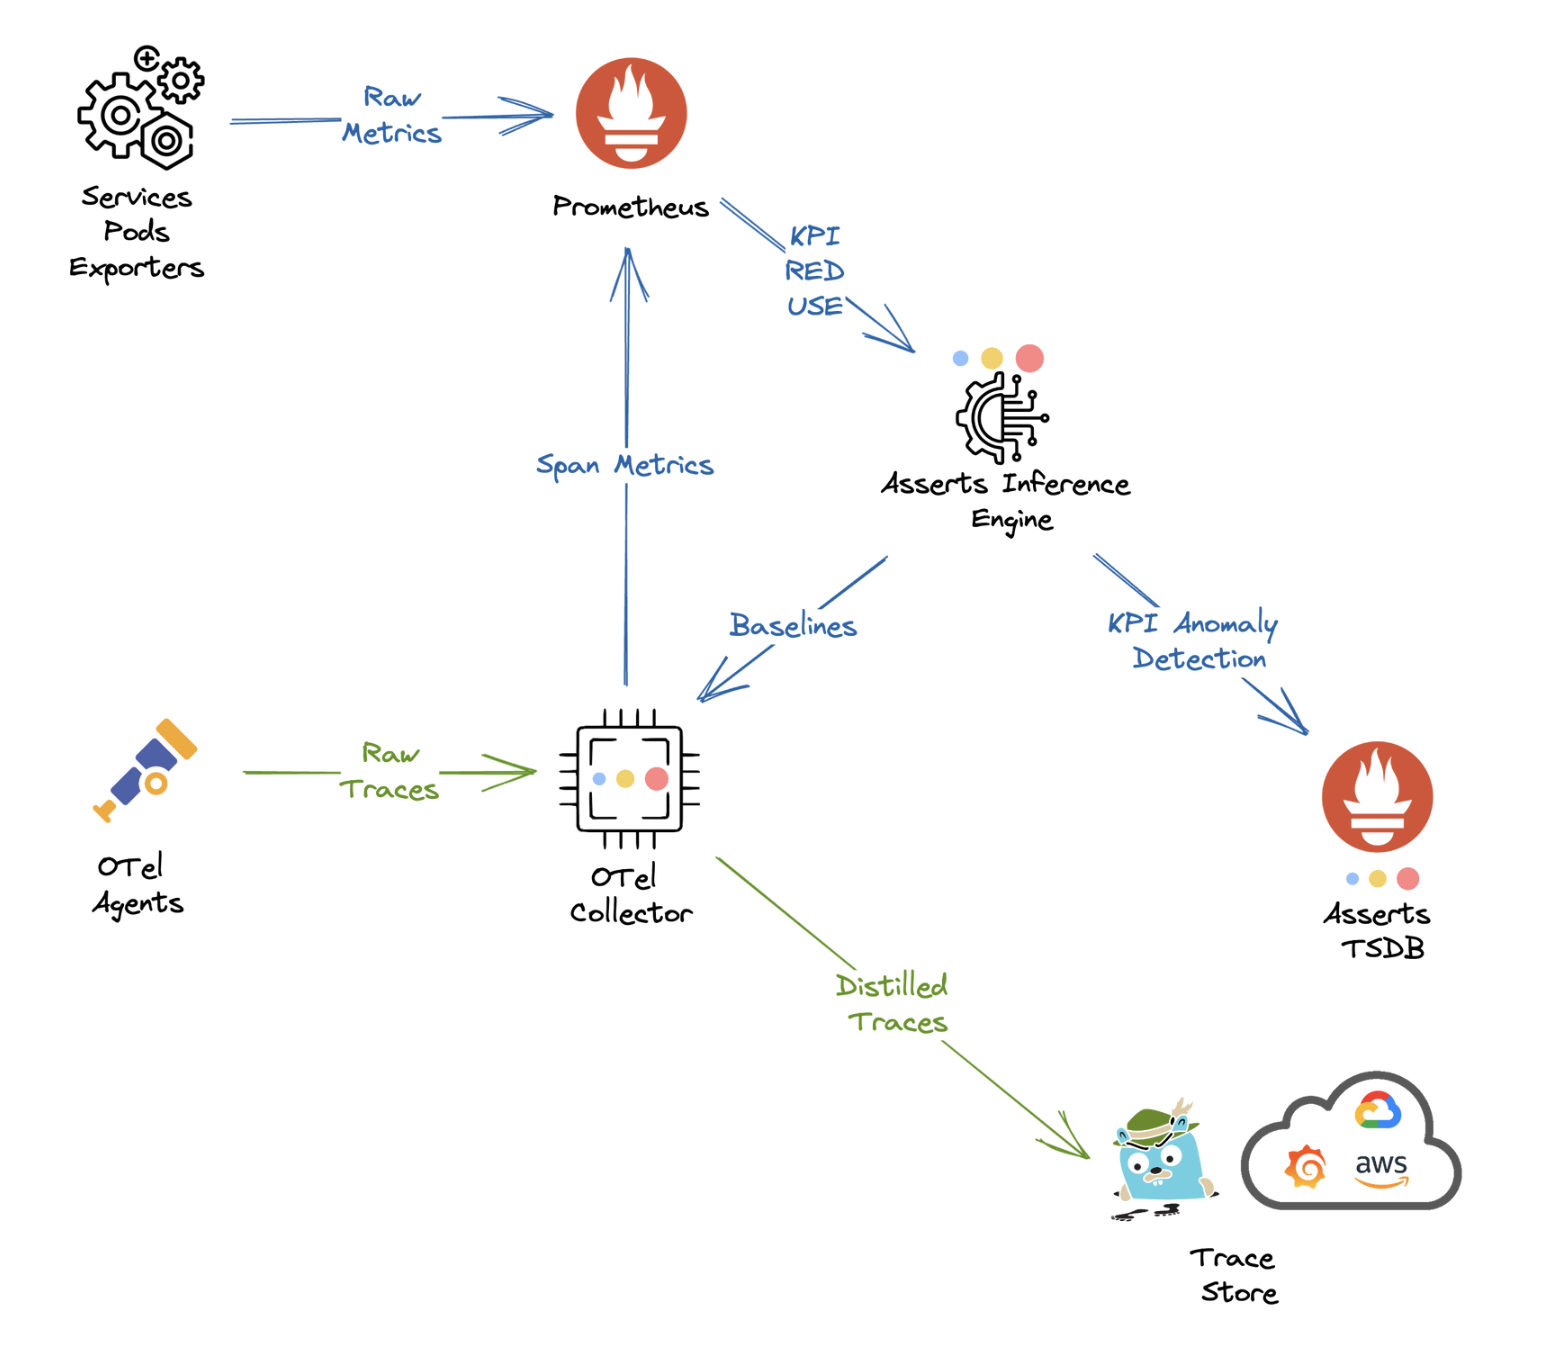 Raw
Metrics
Services
Pods
Exporters
Prometheus
KPI
RED
USE
Span Metrics
Asserts Inference
Engine
Baselines
KPI Anomaly
Detection
Raw
Traces
OTel
Agents
OTel
Collector
Asserts
TSDB
Distilled
Traces
aws
Trace
Store